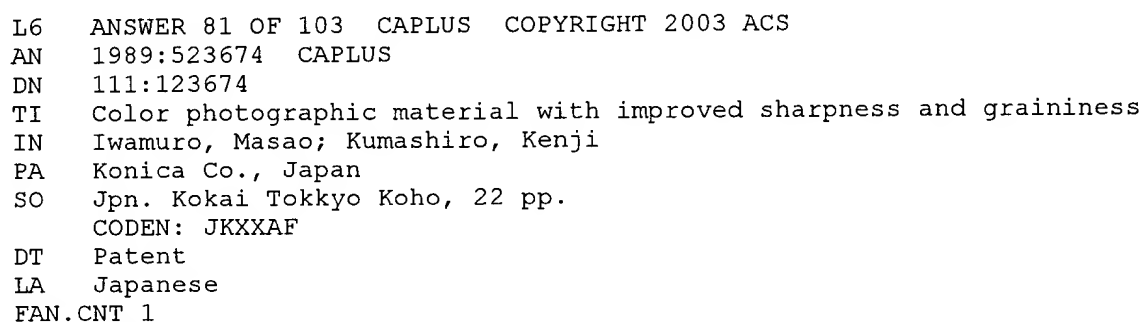 L6 ANSWER 81 OF 103 CAPLUS COPYRIGHT 2003 ACS
AN 1989:523674 CAPLUS
DN 111:123674
TI Color photographic material with improved sharpness and graininess
IN Iwamuro, Masao; Kumashiro, Kenji
PA Konica Co., Japan
SO Jpn. Kokai Tokkyo Koho, 22 pp.
CODEN: JKXXAF
DT Patent
LA Japanese
FAN.CNT 1